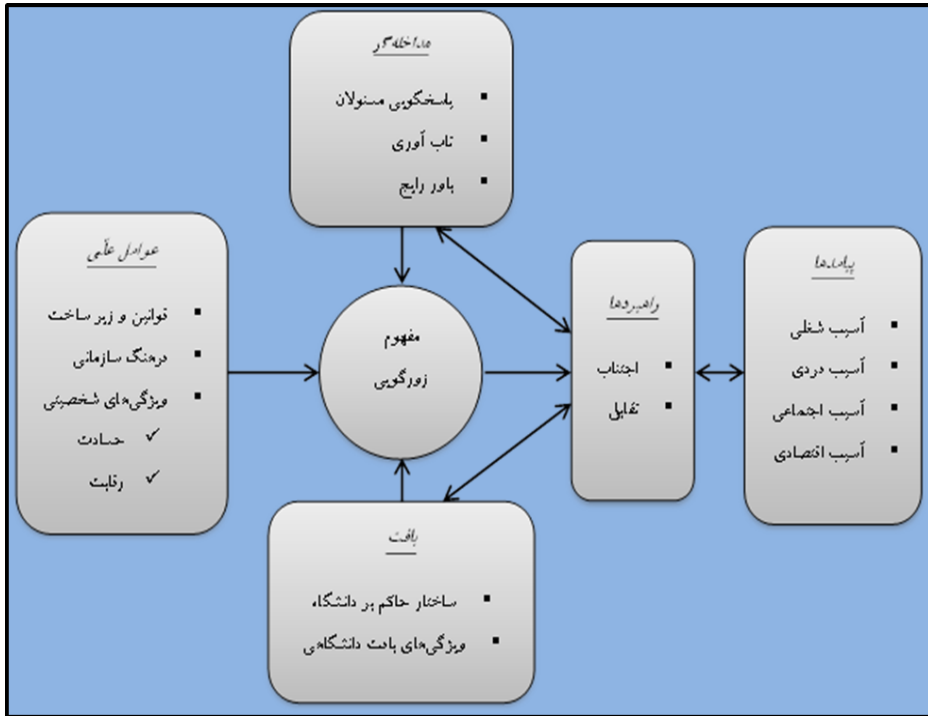 مداخله‌گر
پاسخگویی مسئولان
تاب آوری
باور رایج
عوامل علّی
قوانین و زیر ساخت
فرهنگ سازمانی
ویژگی‌های شخصیتی
حسادت
رقابت
مفهوم
زورگویی
راهبردها
اجتناب
تقابل
پیامدها
آسیب شغلی
آسیب فردی
آسیب اجتماعی
آسیب اقتصادی
بافت
ساختار حاکم بر دانشگاه
ویژگی‌های بافت دانشگاهی